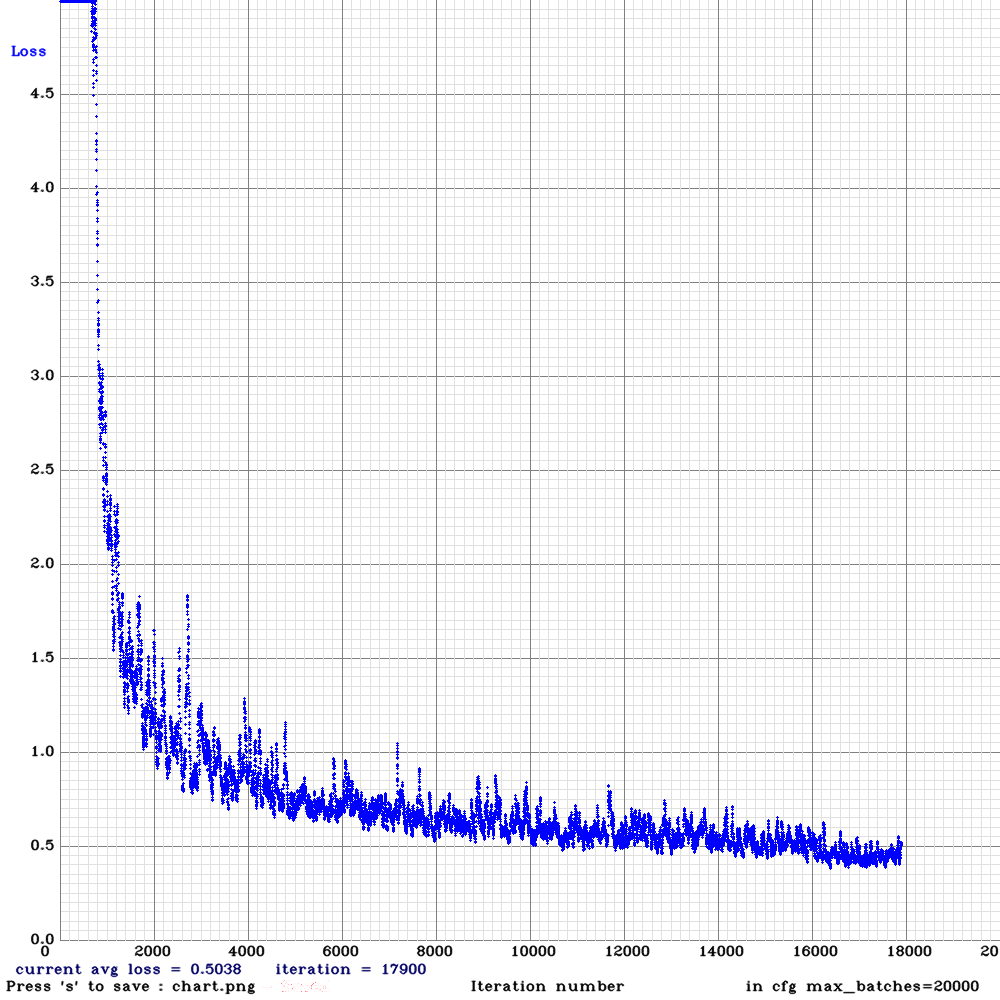 Loss
4.5
4.0
3.5
3.0
2.5
2.0
1.5
1.0
0.5
0.0
0 2000 4000 6000 8000 10000 12000 14000 16000 18000 20
current avg loss = 0.5038 iteration = 17900
Press 's' to save : chart.png - Iteration number in cfg max_batches=20000